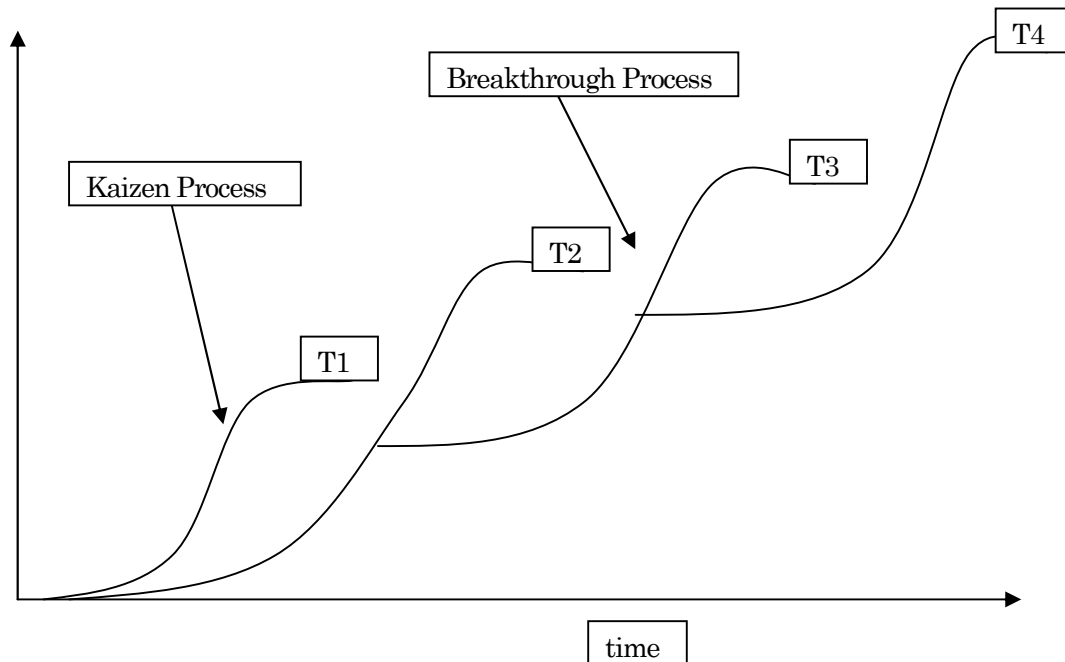 T4
Breakthrough Process
T3
Kaizen Process
T2
T1
time